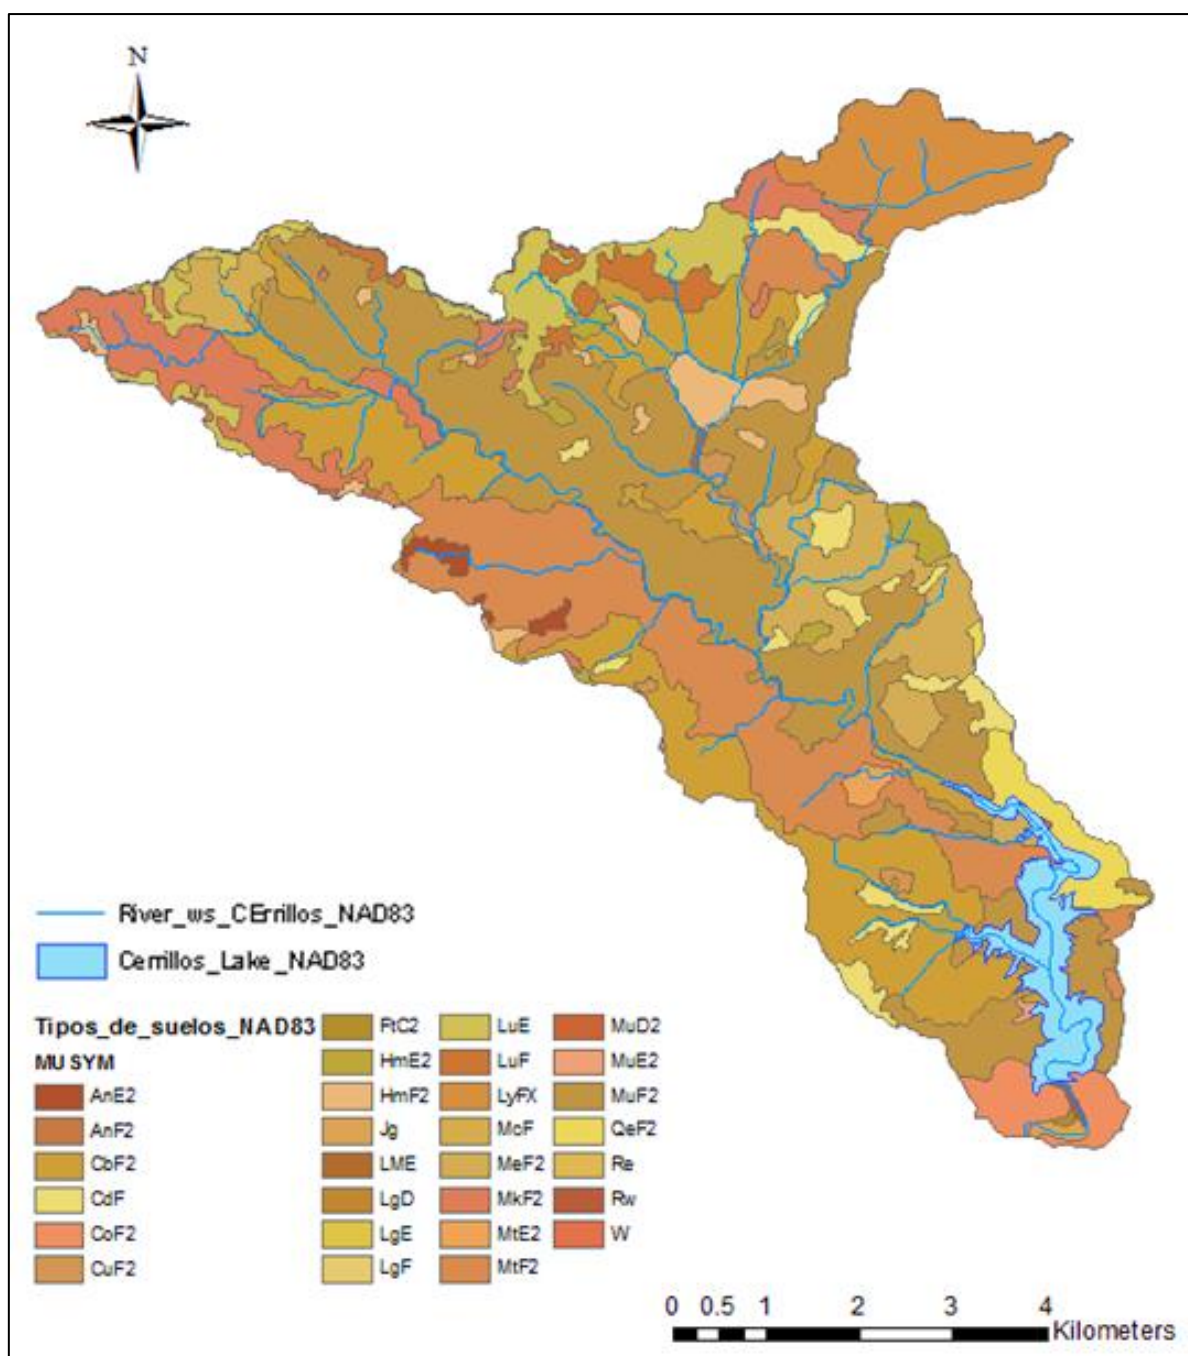 N
River_ws_CErrillos_NAD83
Cerrillos_Lake_NAD83
Tipos_de_suelos_NAD83
MUSYM
AnE2
AnF2
CbF2
CdF
CoF2
CuF2
FtC2
HmE2
HmF2
Jg
LME
LgD
LgE
LgF
LuE
LuF
LyFX
McF
MeF2
MkF2
MtE2
MtF2
MuD2
MuE2
MuF2
QeF2
Re
Rw
W
0 0.5 1 2 3 4
Kilometers